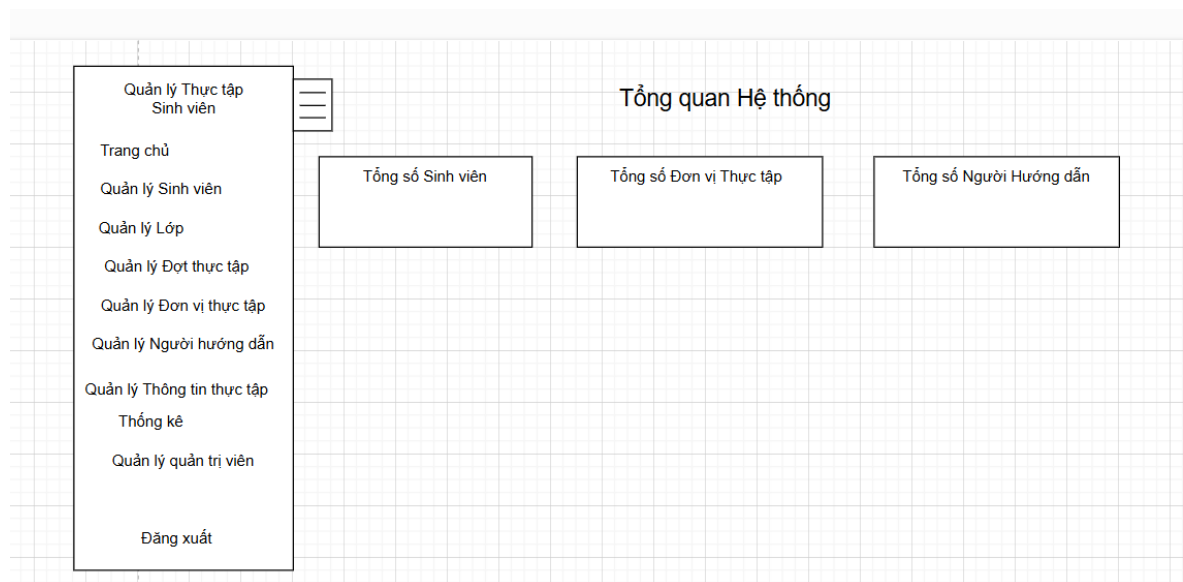 Quản lý Thực tập
Sinh viên
Trang chủ
Quản lý Sinh viên
Quản lý Lớp
Quản lý Đợt thực tập
Quản lý Đơn vị thực tập
Quản lý Người hướng dẫn
Quản lý Thông tin thực tập
Thống kê
Quản lý quản trị viên
Đăng xuất
Tổng quan Hệ thống
Tổng số Sinh viên
Tổng số Đơn vị Thực tập
Tổng số Người Hướng dẫn